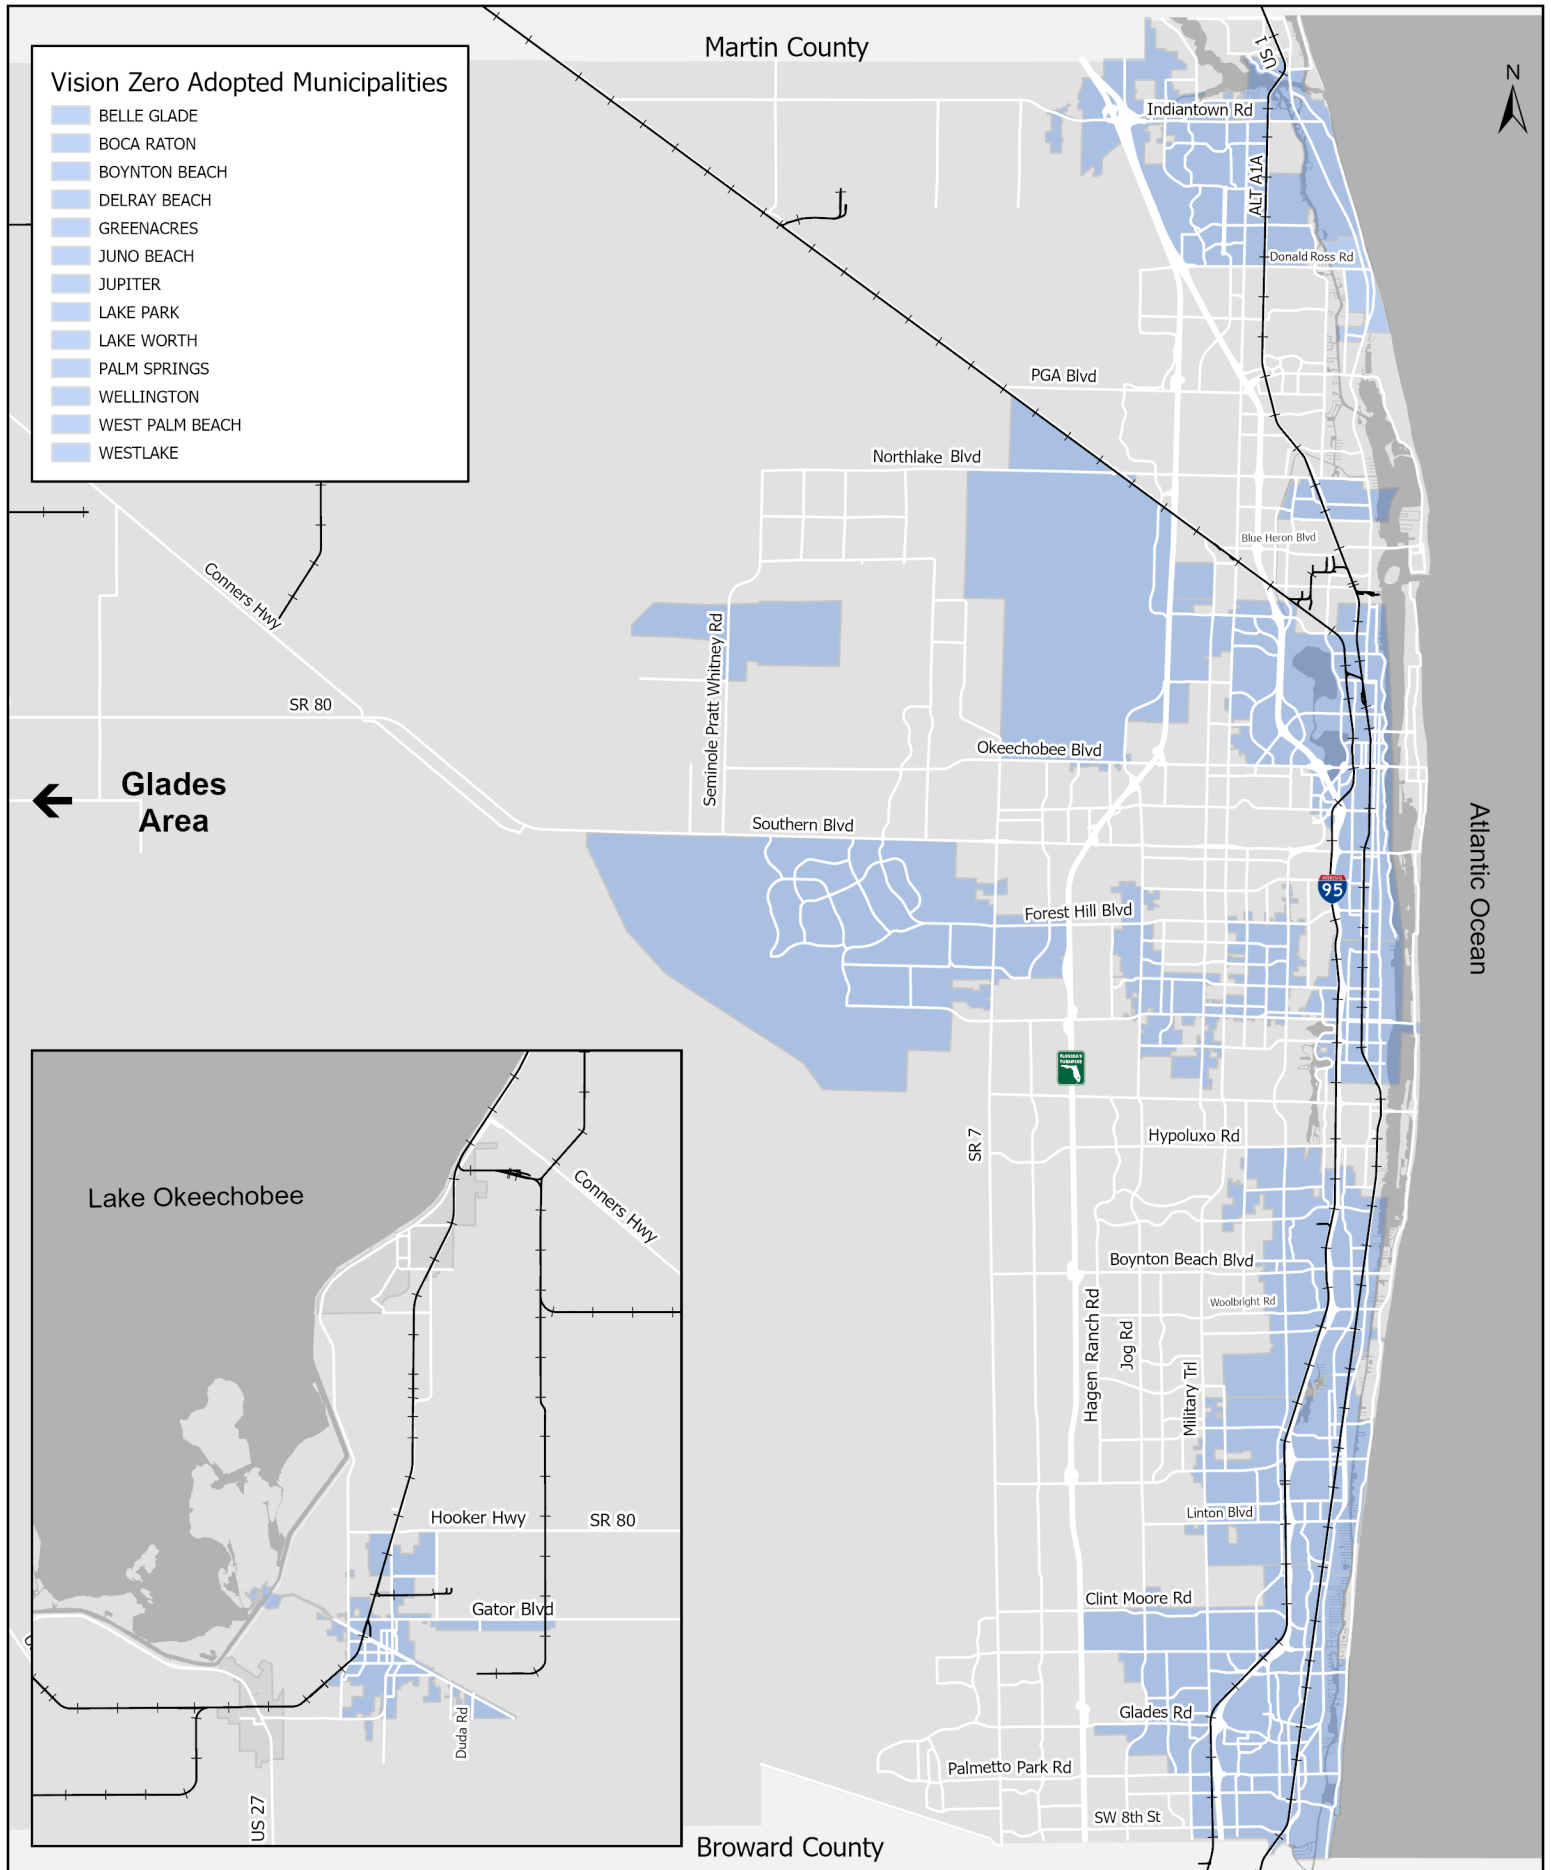 Martin County
US 1
N
Vision Zero Adopted Municipalities
BELLE GLADE
BOCA RATON
BOYNTON BEACH
DELRAY BEACH
GREENACRES
JUNO BEACH
JUPITER
LAKE PARK
LAKE WORTH
PALM SPRINGS
WELLINGTON
WEST PALM BEACH
WESTLAKE
Indiantown Rd
ALT A1A
Donald Ross Rd
PGA Blvd
Northlake Blvd
Blue Heron Blvd
Conners Hwy
Seminole Pratt Whitney Rd
SR 80
Okeechobee Blvd
Glades
Area
Southern Blvd
Atlantic Ocean
INTERSTATE
95
Forest Hill Blvd
FLORIDA'S
TURNPIKE
SR 7
Hypoluxo Rd
Lake Okeechobee
Conners Hwy
Boynton Beach Blvd
Woolbright Rd
Hagen Ranch Rd
Jog Rd
Military Trl
Hooker Hwy
SR 80
Linton Blvd
Gator Blvd
Clint Moore Rd
Duda Rd
Glades Rd
Palmetto Park Rd
US 27
SW 8th St
Broward County